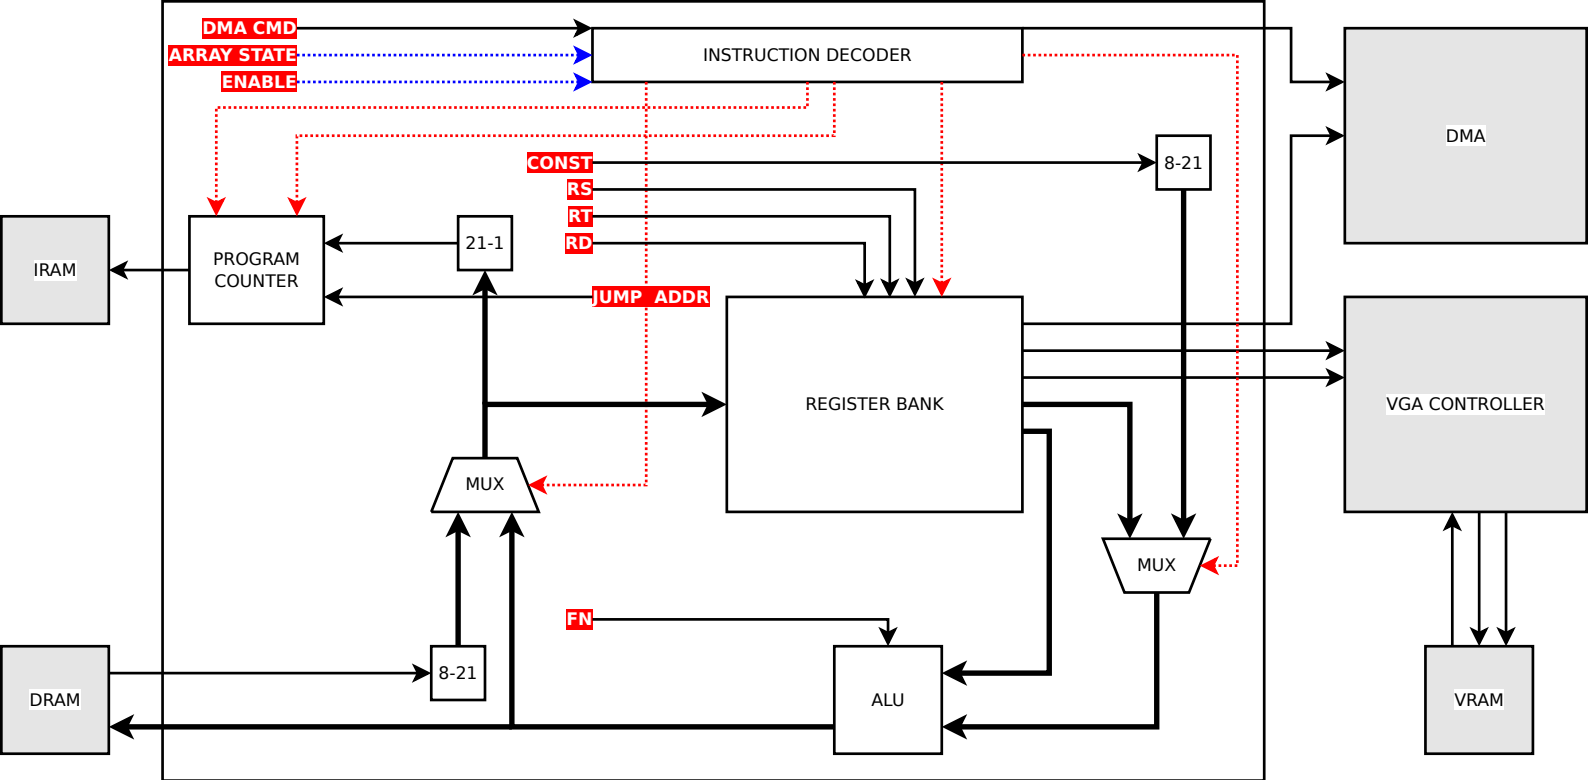 DMA CMD
INSTRUCTION DECODER
ARRAY STATE
ENABLE
DMA
CONST
8-21
RS
RT
RD
21-1
PROGRAM
COUNTER
IRAM
JUMP_ADDR
REGISTER BANK
VGA CONTROLLER
MUX
MUX
FN
8-21
DRAM
ALU
VRAM